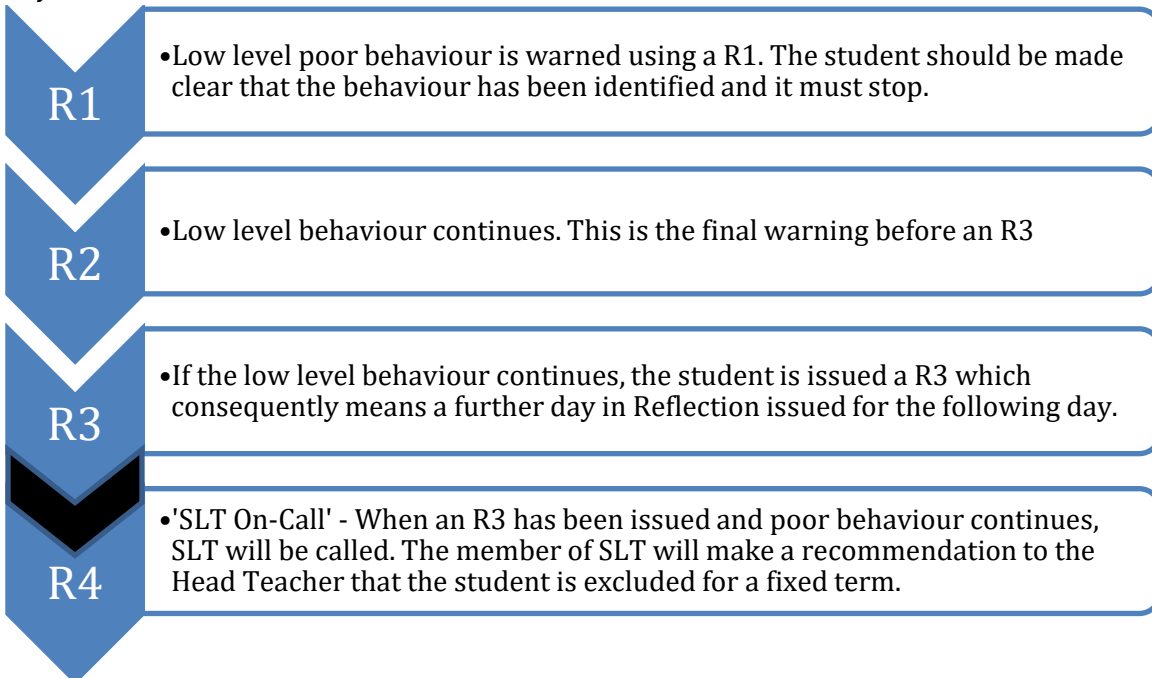 R1
•Low level poor behaviour is warned using a R1. The student should be made
clear that the behaviour has been identified and it must stop.
R2
•Low level behaviour continues. This is the final warning before an R3
R3
•If the low level behaviour continues, the student is issued a R3 which
consequently means a further day in Reflection issued for the following day.
R4
•'SLT On-Call' - When an R3 has been issued and poor behaviour continues,
SLT will be called. The member of SLT will make a recommendation to the
Head Teacher that the student is excluded for a fixed term.